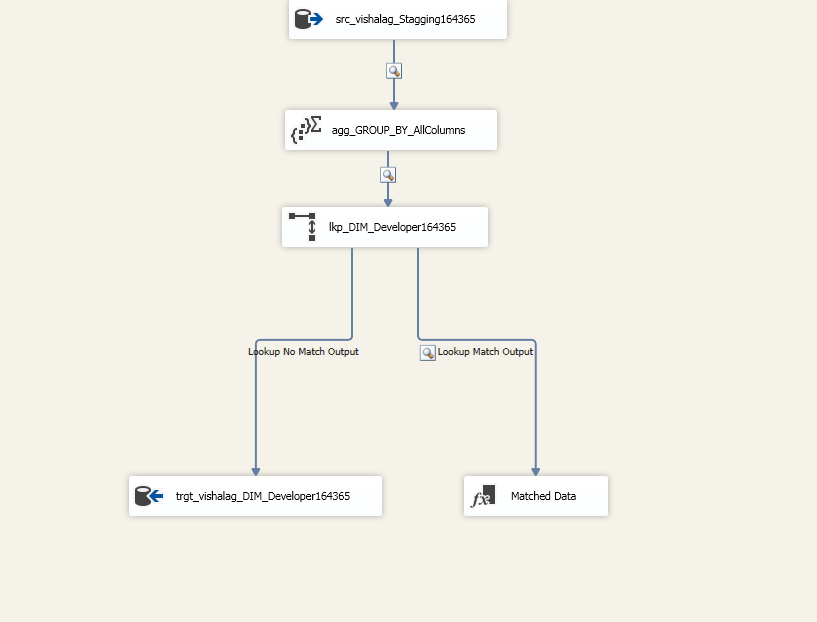 src_vishalag_Stagging164365
agg_GROUP_BY_AllColumns
lkp_DIM_Developer164365
Lookup No Match Output
Lookup Match Output
trgt_vishalag_DIM_Developer164365
Matched Data